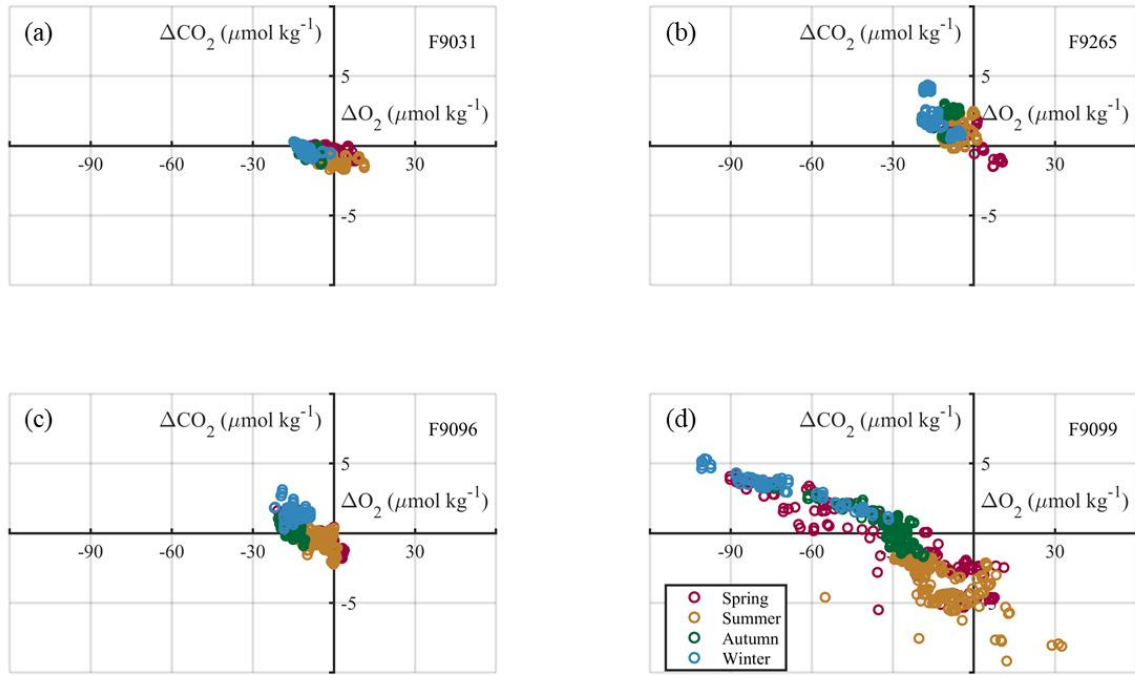 (a)
ΔCO₂ (μmol kg⁻¹)
F9031
5
ΔO₂ (μmol kg⁻¹)
-90
-60
-30
30
-5
(b)
ΔCO₂ (μmol kg⁻¹)
F9265
5
ΔO₂ (μmol kg⁻¹)
-90
-60
-30
30
-5
(c)
ΔCO₂ (μmol kg⁻¹)
F9096
5
ΔO₂ (μmol kg⁻¹)
-90
-60
-30
30
-5
(d)
ΔCO₂ (μmol kg⁻¹)
F9099
5
ΔO₂ (μmol kg⁻¹)
-90
-60
-30
30
Spring
Summer
Autumn
Winter